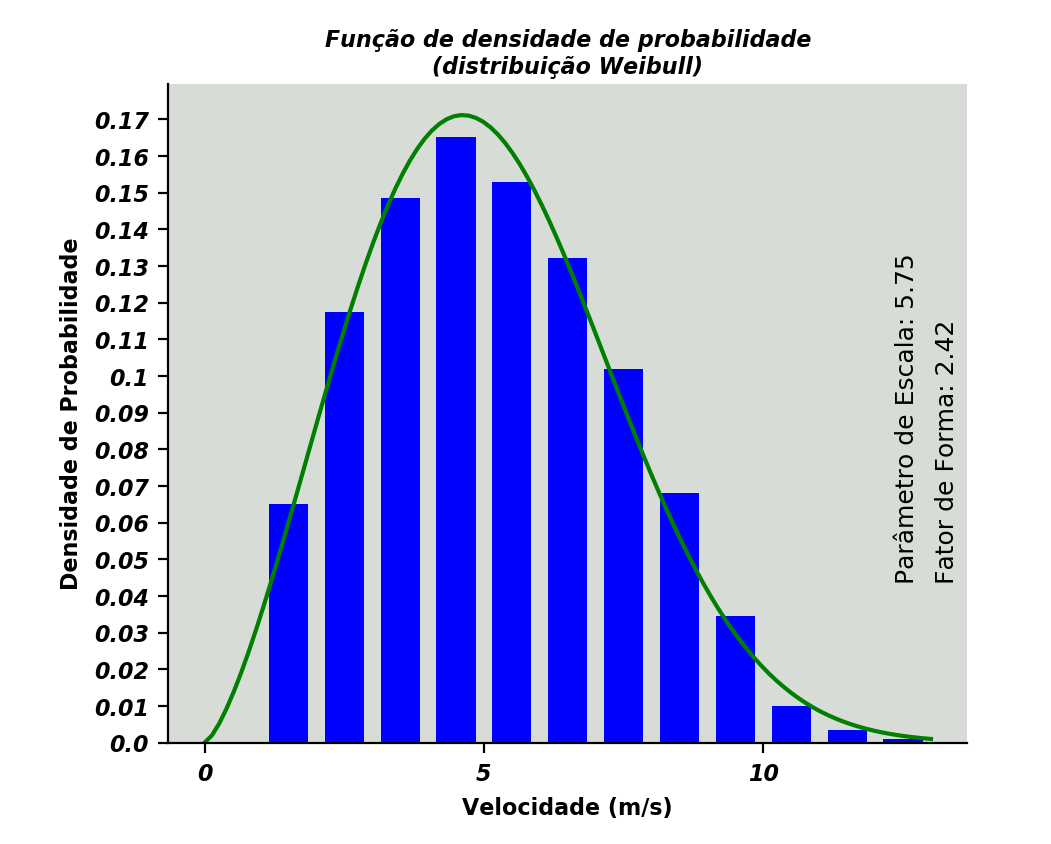 Função de densidade de probabilidade
(distribuição Weibull)
Densidade de Probabilidade
0.17
0.16
0.15
0.14
0.13
0.12
0.11
0.1
0.09
0.08
0.07
0.06
0.05
0.04
0.03
0.02
0.01
0.0
Parâmetro de Escala: 5.75
Fator de Forma: 2.42
0 5 10
Velocidade (m/s)